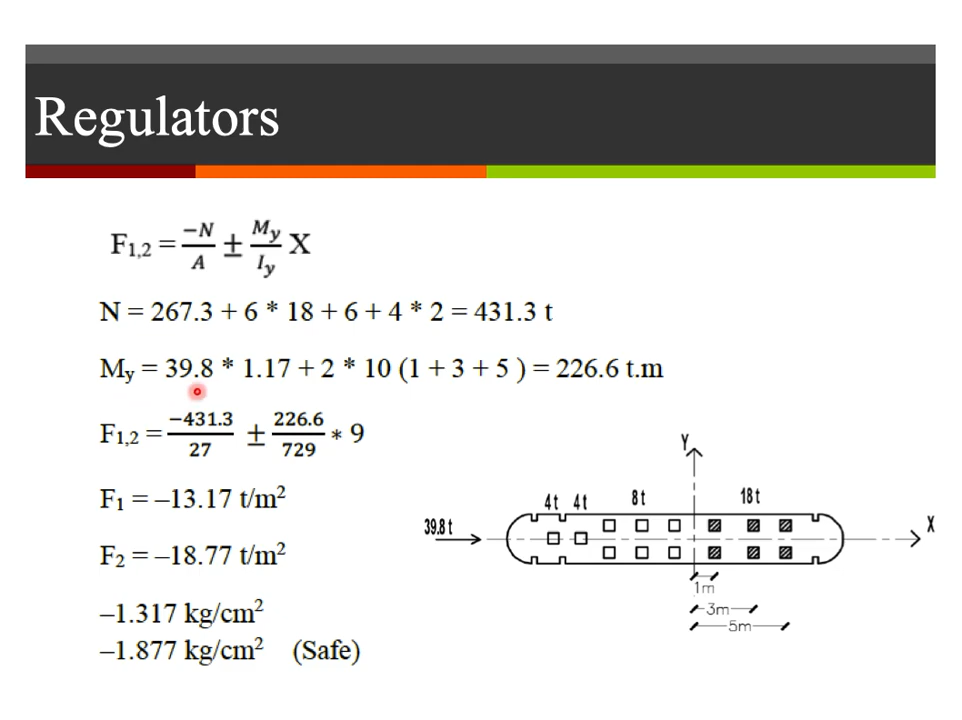 Regulators
F₁,₂ = −N/A ± My/Iy X
N = 267.3 + 6 * 18 + 6 + 4 * 2 = 431.3 t
My = 39.8 * 1.17 + 2 * 10 (1 + 3 + 5 ) = 226.6 t.m
F₁,₂ = −431.3/27 ± 226.6/729 * 9
F₁ = –13.17 t/m²
F₂ = –18.77 t/m²
–1.317 kg/cm²
–1.877 kg/cm² (Safe)
Y
4t 4t 8t 18t
39.8t X
1m
3m
5m